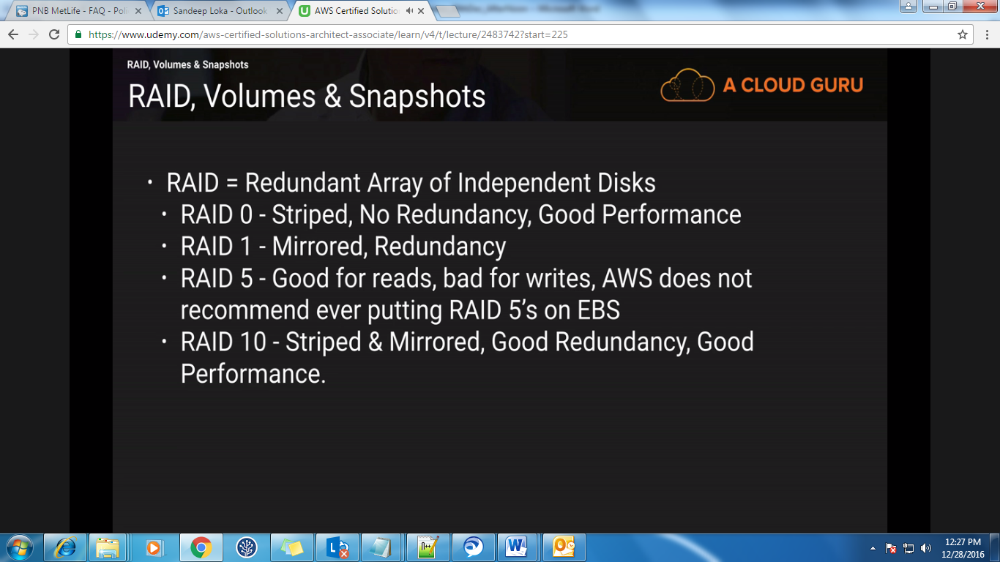 PNB MetLife - FAQ - Poli
Sandeep Loka - Outlook
AWS Certified Solutio
https://www.udemy.com/aws-certified-solutions-architect-associate/learn/v4/t/lecture/2483742?start=225
RAID, Volumes & Snapshots
RAID, Volumes & Snapshots
A CLOUD GURU
• RAID = Redundant Array of Independent Disks
• RAID 0 - Striped, No Redundancy, Good Performance
• RAID 1 - Mirrored, Redundancy
• RAID 5 - Good for reads, bad for writes, AWS does not
recommend ever putting RAID 5’s on EBS
• RAID 10 - Striped & Mirrored, Good Redundancy, Good
Performance.
12:27 PM
12/28/2016